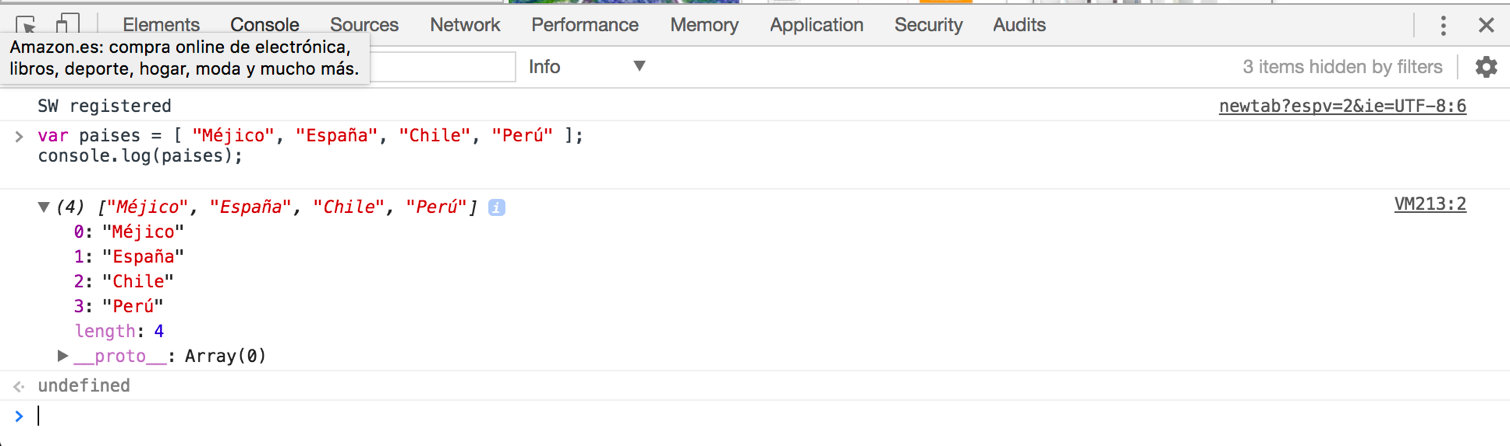 Elements Console Sources Network Performance Memory Application Security Audits
Amazon.es: compra online de electrónica,
libros, deporte, hogar, moda y mucho más.
Info ▼ 3 items hidden by filters
SW registered newtab?espv=2&ie=UTF-8:6
> var paises = [ "Méjico", "España", "Chile", "Perú" ];
console.log(paises);
▼ (4) ["Méjico", "España", "Chile", "Perú"] i VM213:2
0: "Méjico"
1: "España"
2: "Chile"
3: "Perú"
length: 4
▶ __proto__: Array(0)
undefined
>